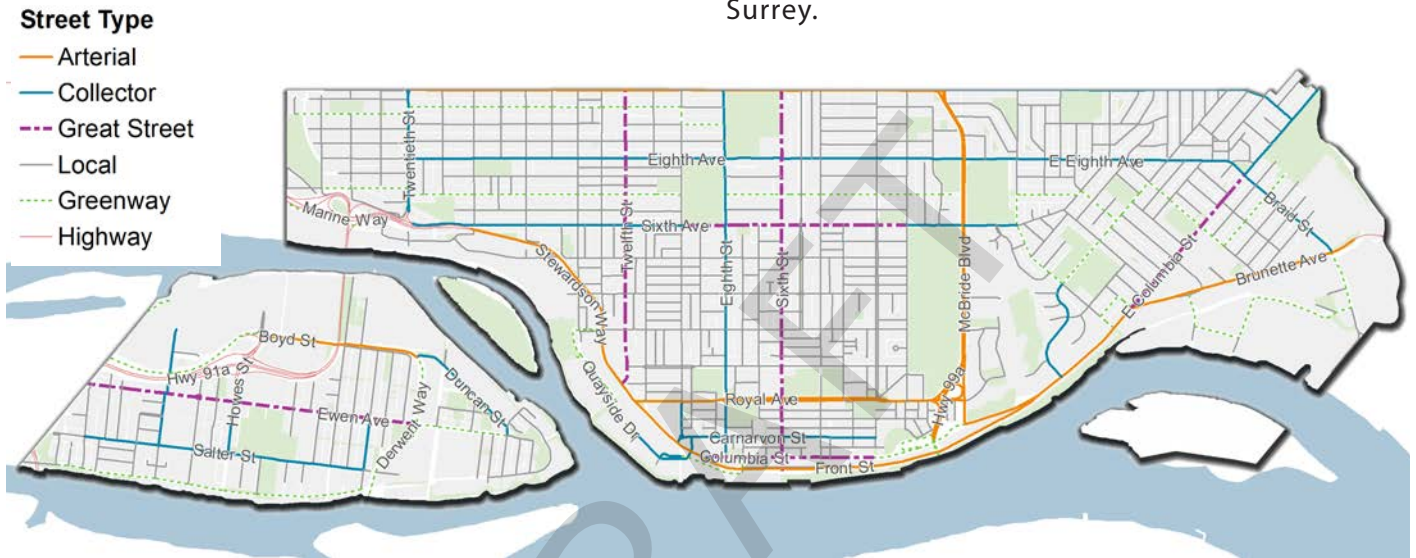 Surrey.
Street Type
Arterial
Collector
Great Street
Local
Greenway
Highway
Twentieth St
Eighth Ave
E Eighth Ave
Marine Way
Sixth Ave
Twelfth St
Braid St
Stewardson Way
Eighth St
Sixth St
McBride Blvd
E Columbia St
Brunette Ave
Boyd St
Hwy 91a
Howes St
Duncan St
Quayside Dr
Royal Ave
Hwy 99a
Ewen Ave
Derwent Way
Carnarvon St
Salter St
Columbia St
Front St
DRAFT